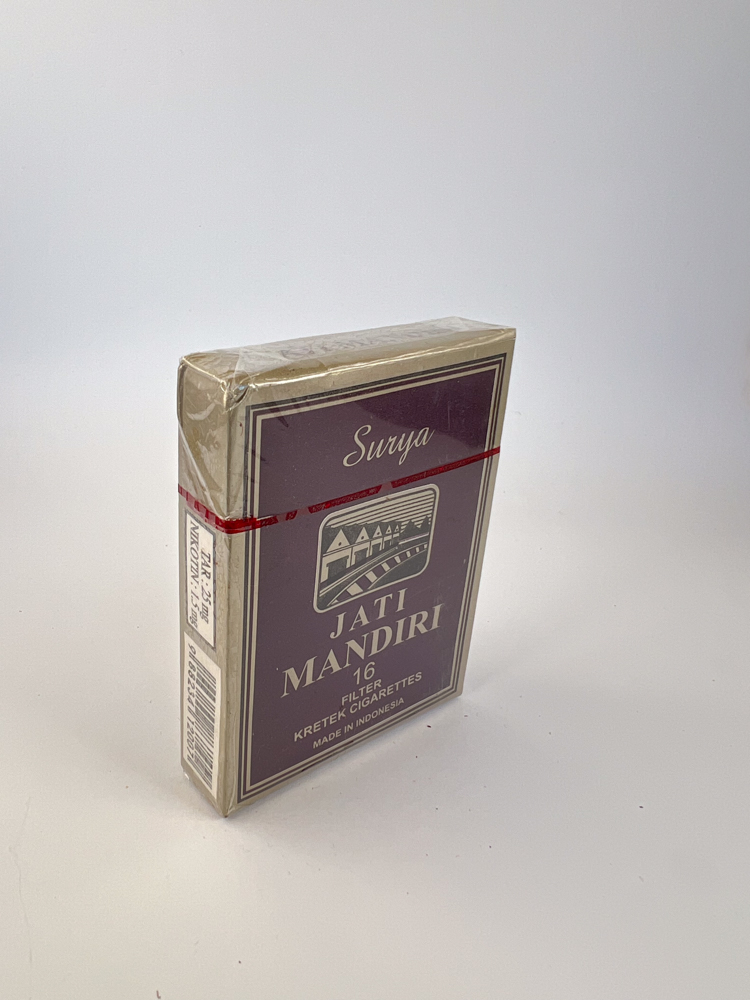 Surya
JATI
MANDIRI
16
FILTER
KRETEK CIGARETTES
MADE IN INDONESIA
TAR : 25 mg
NIKOTIN : 1,5 mg